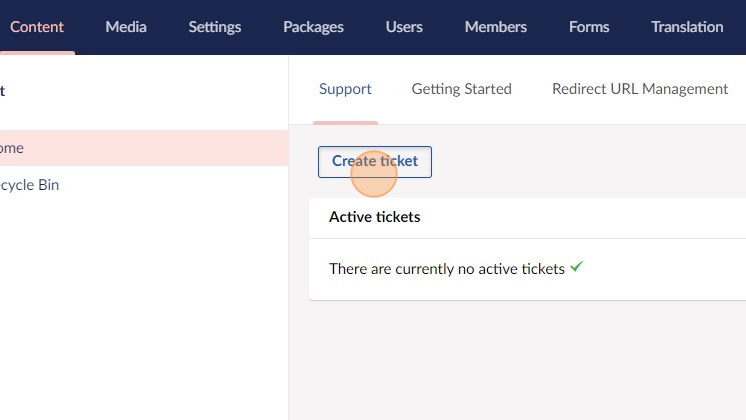 Content Media Settings Packages Users Members Forms Translation
t
Support Getting Started Redirect URL Management
ome
Create ticket
cycle Bin
Active tickets
There are currently no active tickets